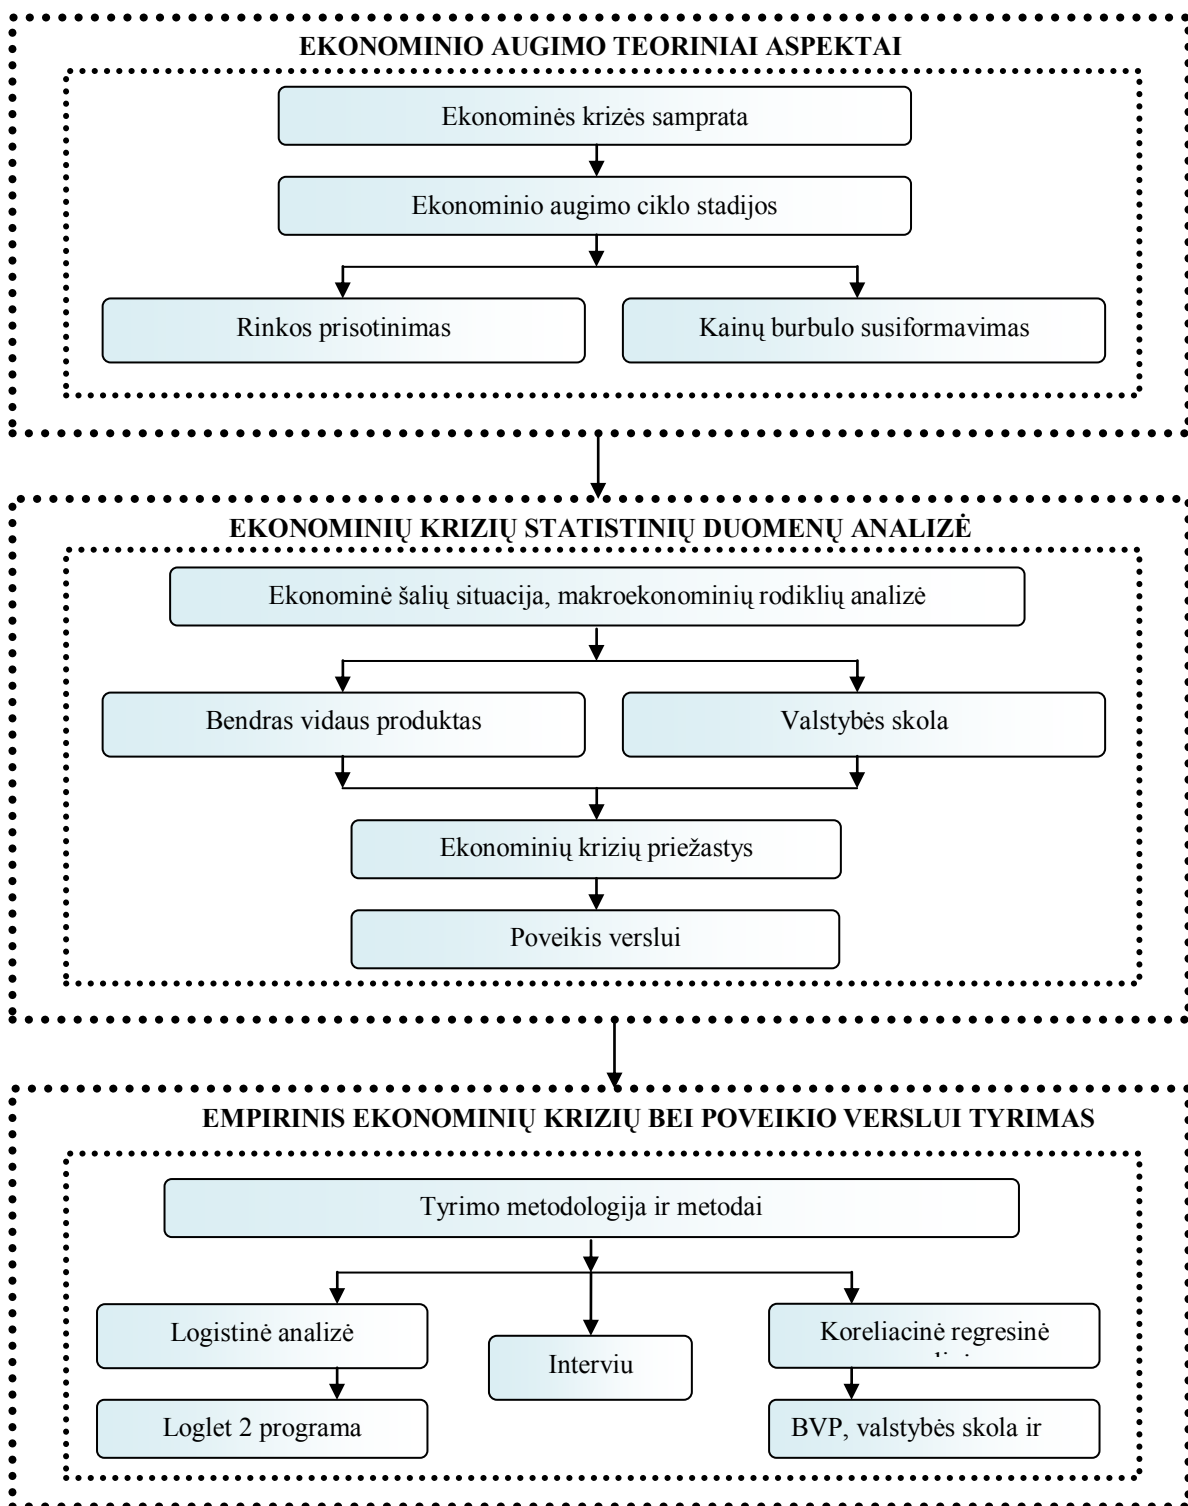 EKONOMINIO AUGIMO TEORINIAI ASPEKTAI
Ekonominės krizės samprata
Ekonominio augimo ciklo stadijos
Rinkos prisotinimas
Kainų burbulo susiformavimas
EKONOMINIŲ KRIZIŲ STATISTINIŲ DUOMENŲ ANALIZĖ
Ekonominė šalių situacija, makroekonominių rodiklių analizė
Bendras vidaus produktas
Valstybės skola
Ekonominių krizių priežastys
Poveikis verslui
EMPIRINIS EKONOMINIŲ KRIZIŲ BEI POVEIKIO VERSLUI TYRIMAS
Tyrimo metodologija ir metodai
Logistinė analizė
Interviu
Koreliacinė regresinė
Loglet 2 programa
BVP, valstybės skola ir